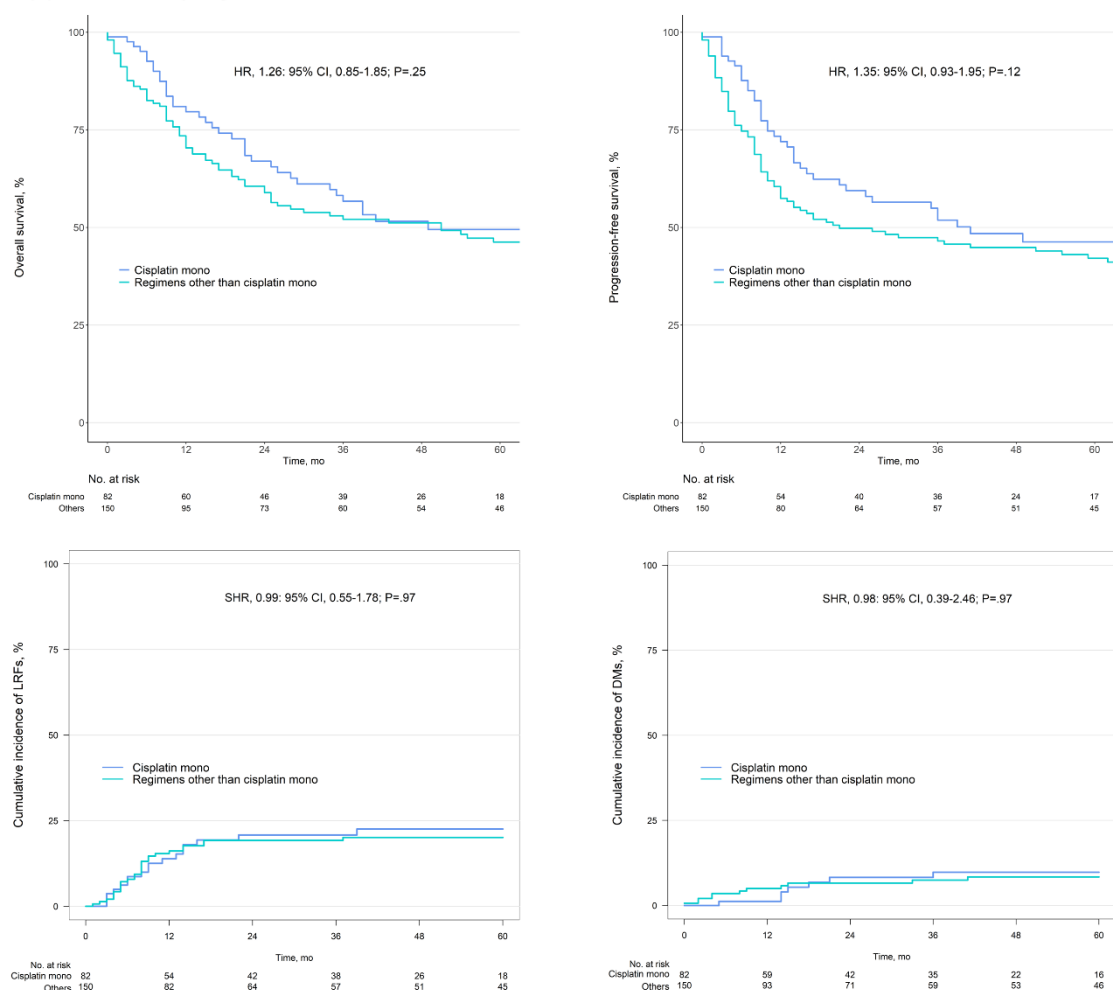 100
HR, 1.26: 95% CI, 0.85-1.85; P=.25
75
Overall survival, %
50
Cisplatin mono
Regimens other than cisplatin mono
25
0
0 12 24 36 48 60
Time, mo
No. at risk
Cisplatin mono 82 60 46 39 26 18
Others 150 95 73 60 54 46
100
HR, 1.35: 95% CI, 0.93-1.95; P=.12
75
Progression-free survival, %
50
Cisplatin mono
Regimens other than cisplatin mono
25
0
0 12 24 36 48 60
Time, mo
No. at risk
Cisplatin mono 82 54 40 36 24 17
Others 150 80 64 57 51 45
100
SHR, 0.99: 95% CI, 0.55-1.78; P=.97
75
Cumulative incidence of LRFs, %
50
Cisplatin mono
Regimens other than cisplatin mono
25
0
0 12 24 36 48 60
Time, mo
No. at risk
Cisplatin mono 82 54 42 38 26 18
Others 150 82 64 57 51 45
100
SHR, 0.98: 95% CI, 0.39-2.46; P=.97
75
Cumulative incidence of DMs, %
50
Cisplatin mono
Regimens other than cisplatin mono
25
0
0 12 24 36 48 60
Time, mo
No. at risk
Cisplatin mono 82 59 42 35 22 16
Others 150 93 71 59 53 46